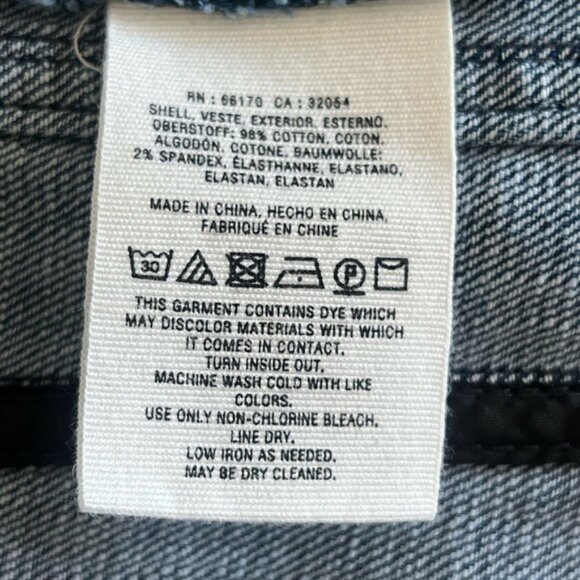 RN : 66170 CA : 32054
SHELL, VESTE, EXTERIOR, ESTERNO,
OBERSTOFF: 98% COTTON, COTON,
ALGODÓN, COTONE, BAUMWOLLE:
2% SPANDEX, ÉLASTHANNE, ELASTANO,
ELASTAN, ELASTAN
MADE IN CHINA, HECHO EN CHINA,
FABRIQUÉ EN CHINE
30 P
THIS GARMENT CONTAINS DYE WHICH
MAY DISCOLOR MATERIALS WITH WHICH
IT COMES IN CONTACT.
TURN INSIDE OUT.
MACHINE WASH COLD WITH LIKE
COLORS.
USE ONLY NON-CHLORINE BLEACH.
LINE DRY.
LOW IRON AS NEEDED.
MAY BE DRY CLEANED.